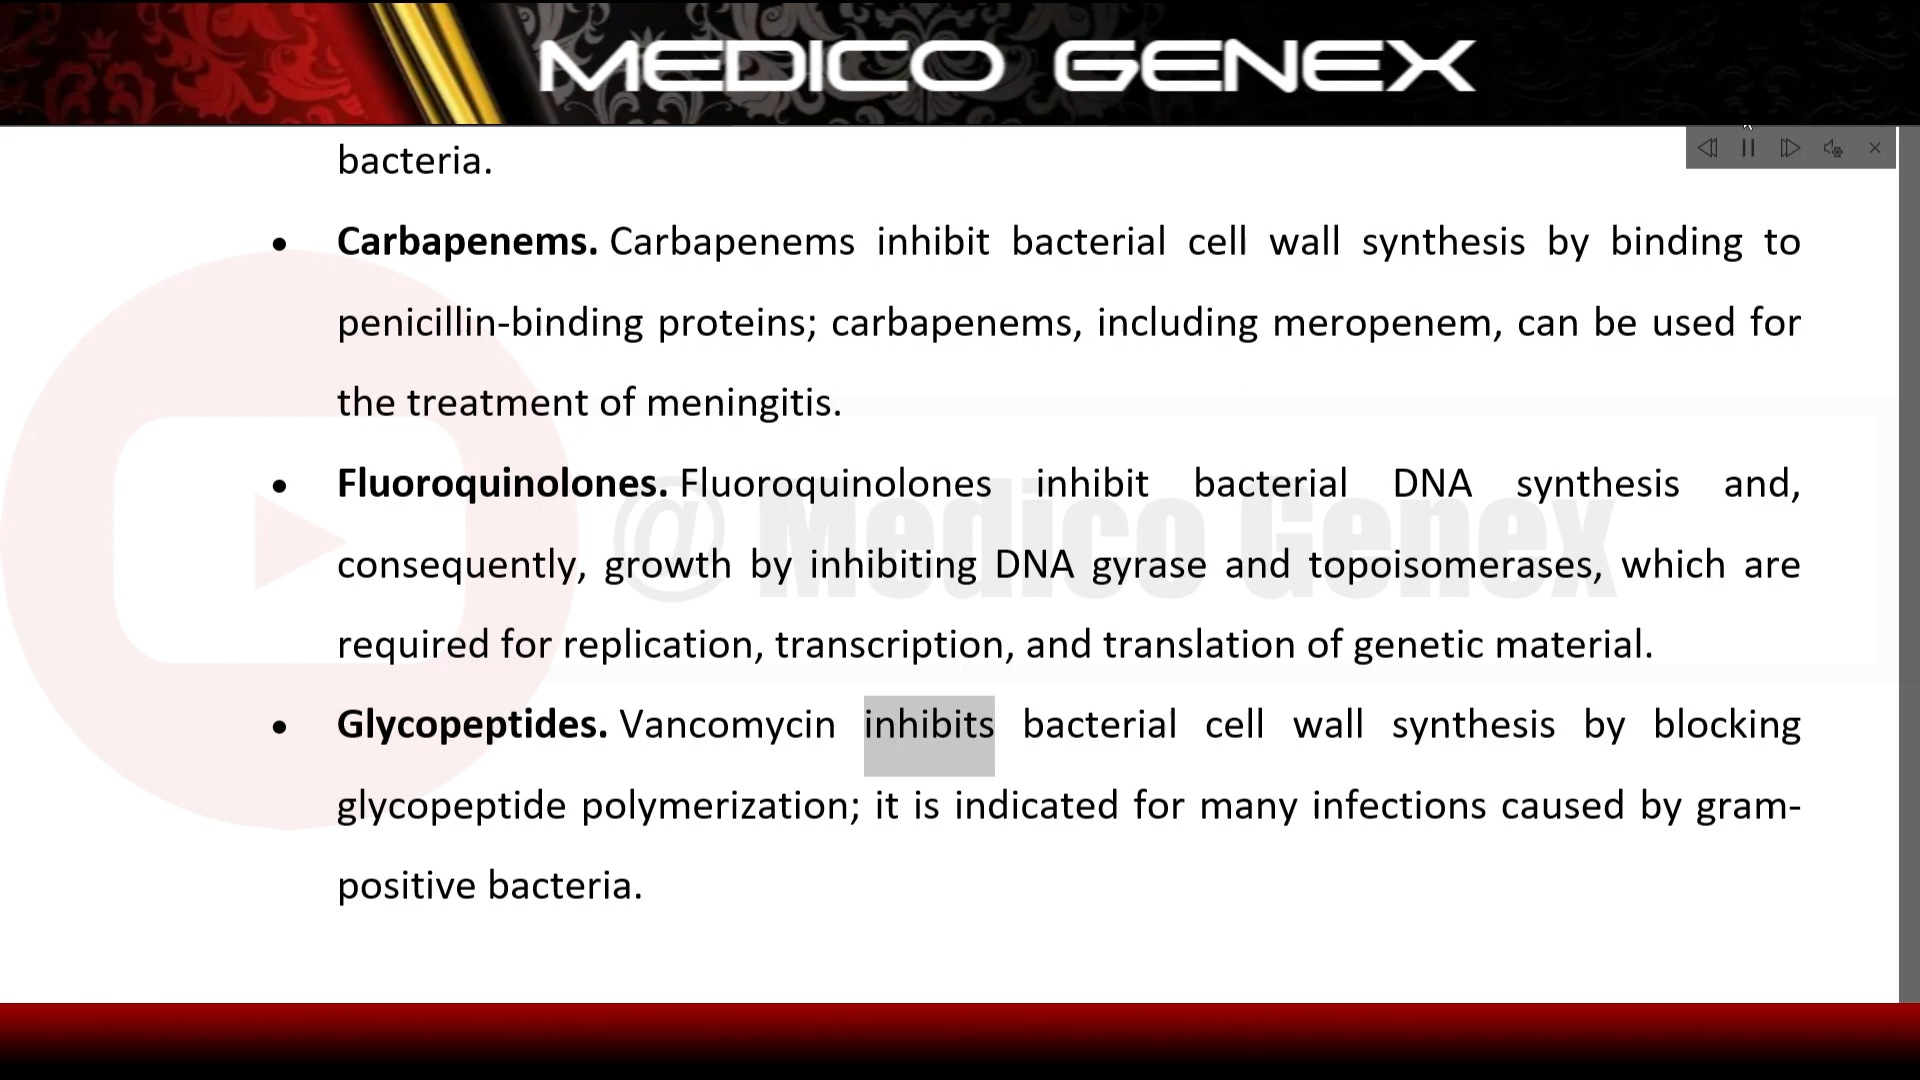 MEDICO GENEX
bacteria.
• Carbapenems. Carbapenems inhibit bacterial cell wall synthesis by binding to
penicillin-binding proteins; carbapenems, including meropenem, can be used for
the treatment of meningitis.
• Fluoroquinolones. Fluoroquinolones inhibit bacterial DNA synthesis and,
consequently, growth by inhibiting DNA gyrase and topoisomerases, which are
required for replication, transcription, and translation of genetic material.
@ Medico Genex
• Glycopeptides. Vancomycin inhibits bacterial cell wall synthesis by blocking
glycopeptide polymerization; it is indicated for many infections caused by gram-
positive bacteria.